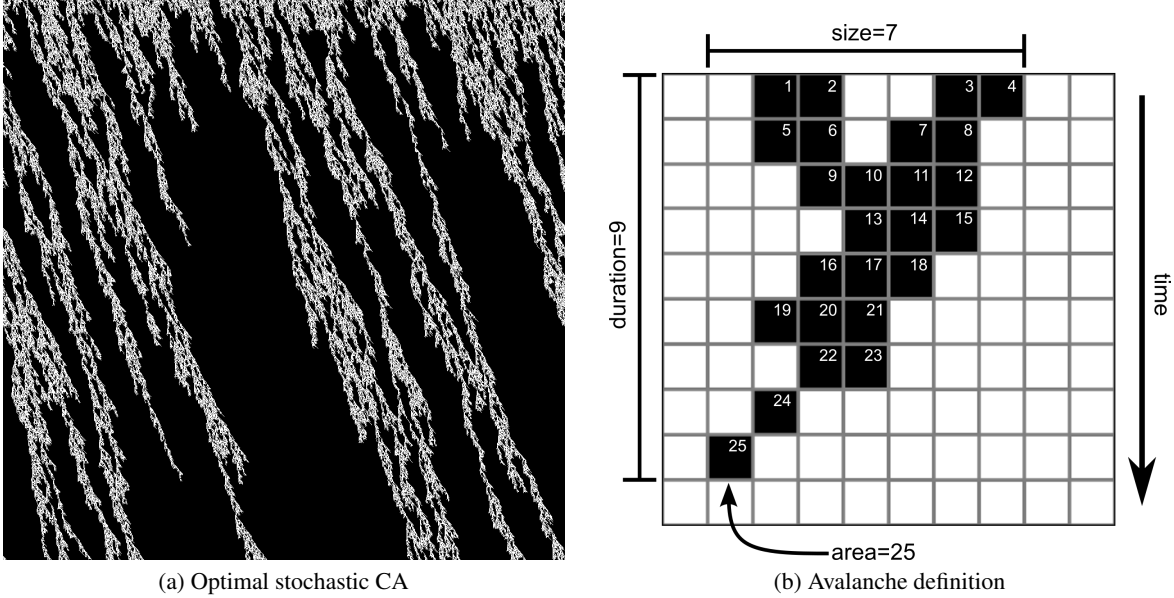 size=7
duration=9
time
1 2 3 4
5 6 7 8
9 10 11 12
13 14 15
16 17 18
19 20 21
22 23
24
25
area=25
(a) Optimal stochastic CA
(b) Avalanche definition